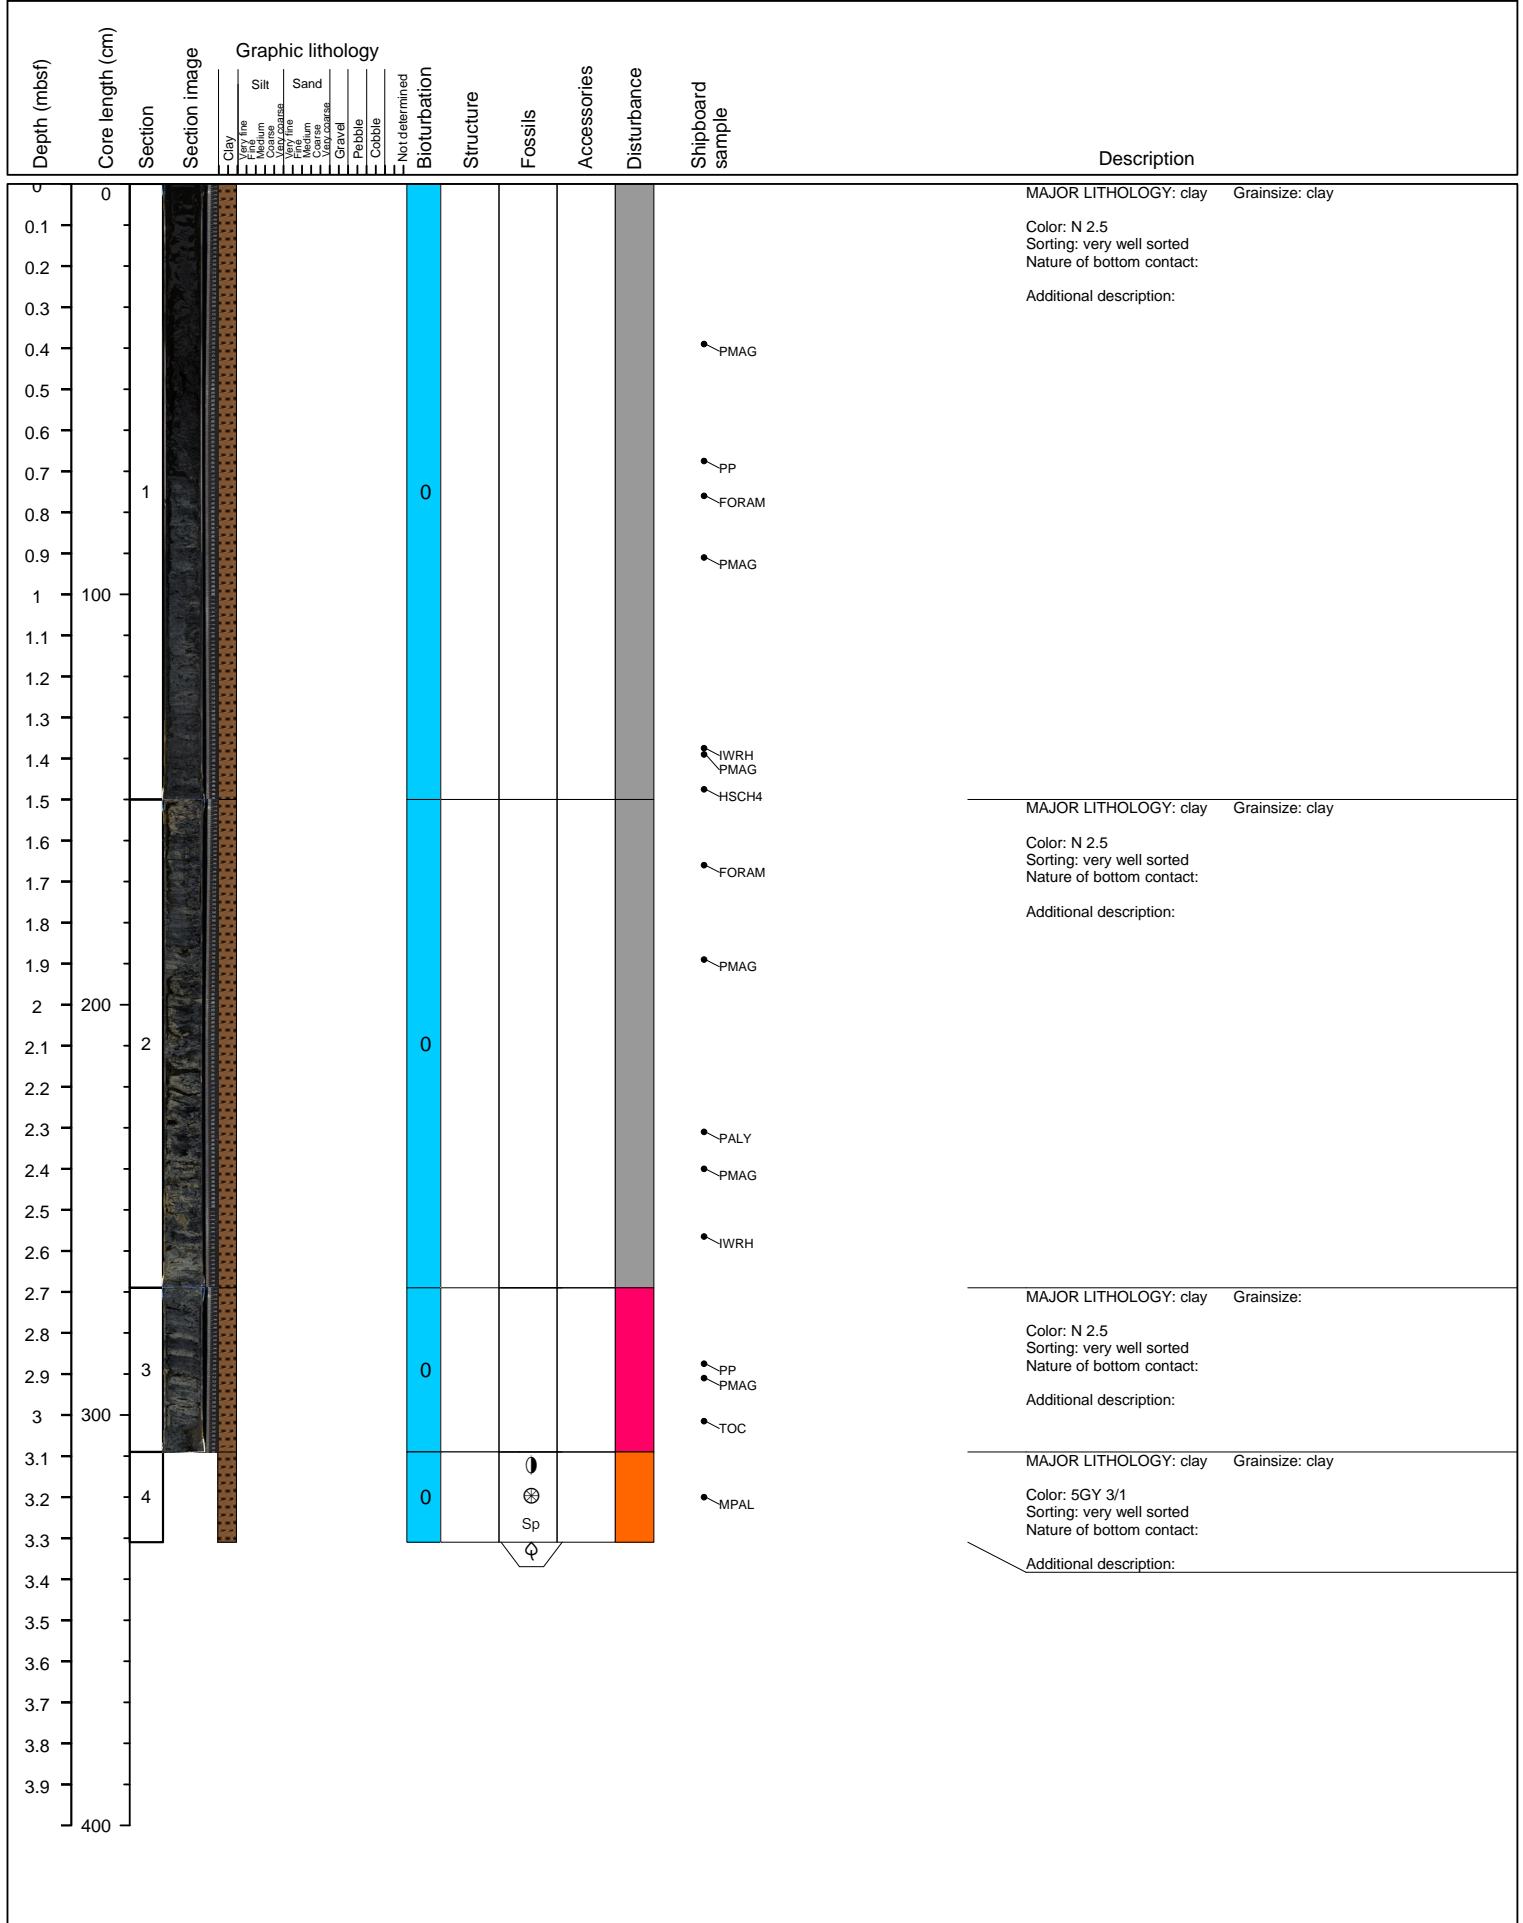 Depth (mbsf)
Core length (cm)
Section
Section image
Graphic lithology
Clay
Silt
Very fine
Fine
Medium
Coarse
Very coarse
Sand
Very fine
Fine
Medium
Coarse
Very coarse
Gravel
Pebble
Cobble
Not determined
Bioturbation
Structure
Fossils
Accessories
Disturbance
Shipboard
sample
Description
0
0.1
0.2
0.3
0.4
0.5
0.6
0.7
0.8
0.9
1
1.1
1.2
1.3
1.4
1.5
1.6
1.7
1.8
1.9
2
2.1
2.2
2.3
2.4
2.5
2.6
2.7
2.8
2.9
3
3.1
3.2
3.3
3.4
3.5
3.6
3.7
3.8
3.9
0
100
200
300
400
1
2
3
4
0
0
0
0
Sp
PMAG
PP
FORAM
PMAG
IWRH
PMAG
HSCH4
FORAM
PMAG
PALY
PMAG
IWRH
PP
PMAG
TOC
MPAL
MAJOR LITHOLOGY: clay Grainsize: clay
Color: N 2.5
Sorting: very well sorted
Nature of bottom contact:
Additional description:
MAJOR LITHOLOGY: clay Grainsize: clay
Color: N 2.5
Sorting: very well sorted
Nature of bottom contact:
Additional description:
MAJOR LITHOLOGY: clay Grainsize:
Color: N 2.5
Sorting: very well sorted
Nature of bottom contact:
Additional description:
MAJOR LITHOLOGY: clay Grainsize: clay
Color: 5GY 3/1
Sorting: very well sorted
Nature of bottom contact:
Additional description: